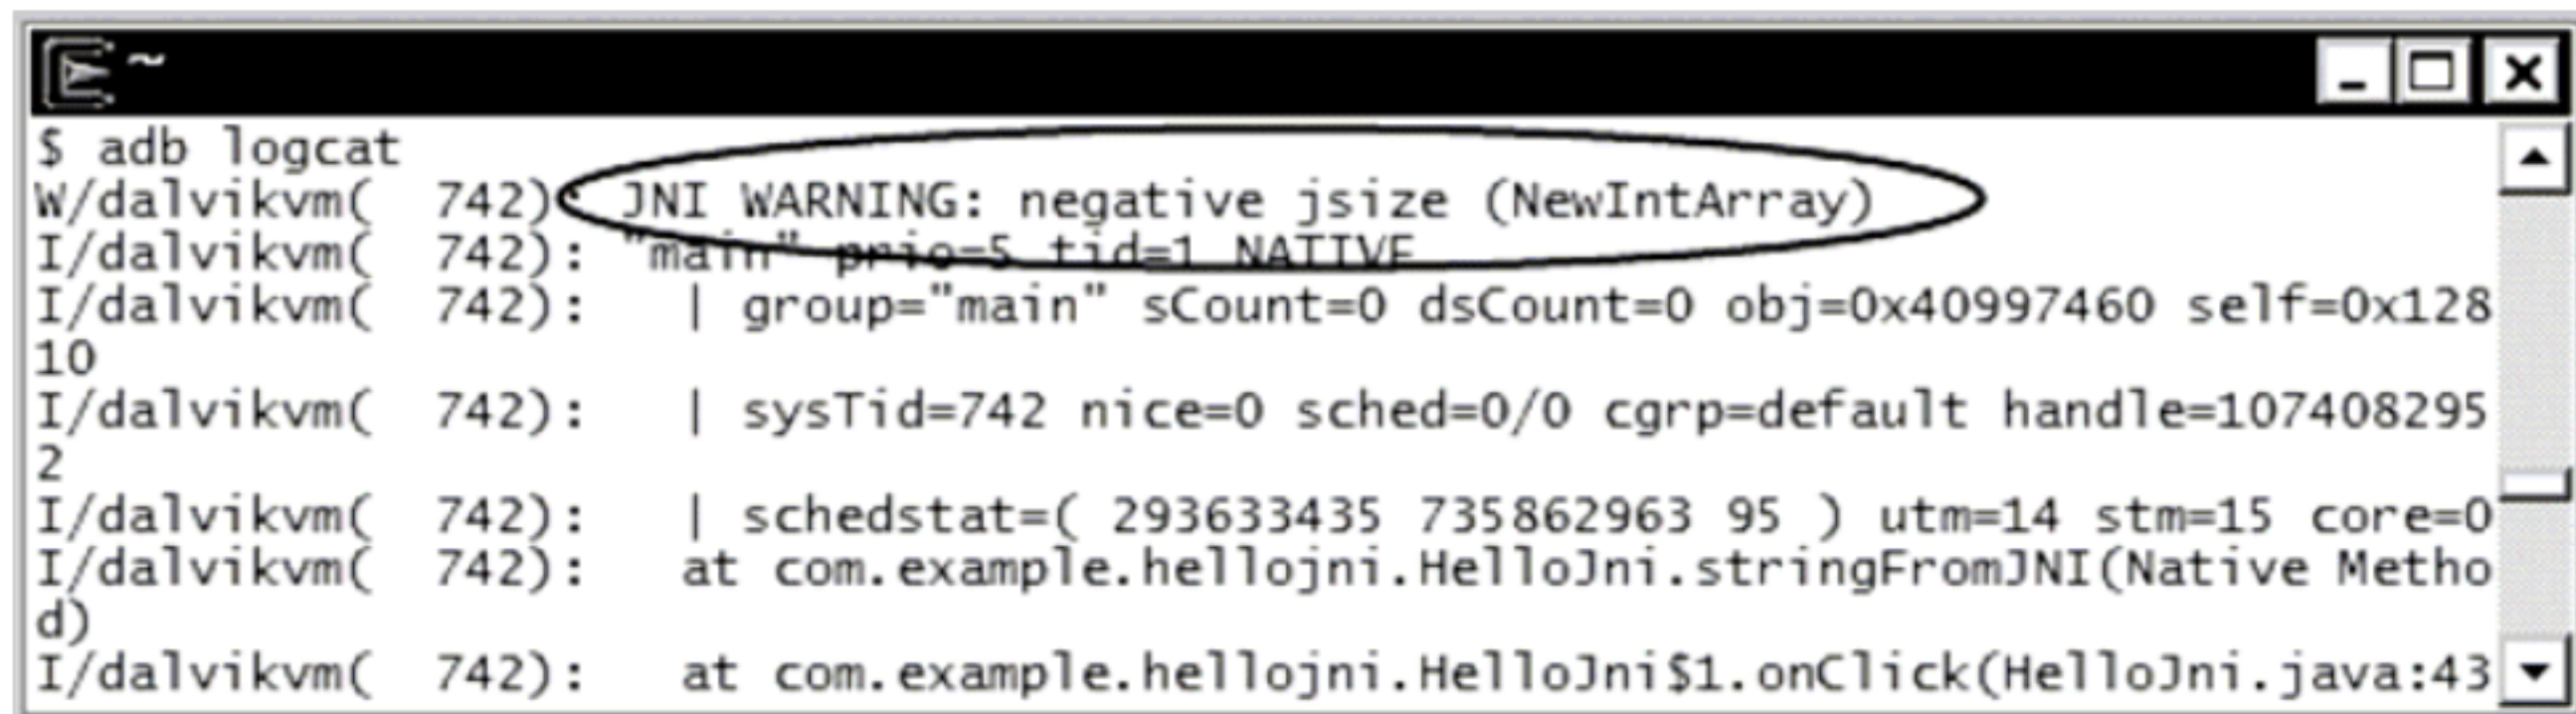 ~
$ adb logcat
W/dalvikvm(  742): JNI WARNING: negative jsize (NewIntArray)
I/dalvikvm(  742): "main" prio=5 tid=1 NATIVE
I/dalvikvm(  742):   | group="main" sCount=0 dsCount=0 obj=0x40997460 self=0x128
10
I/dalvikvm(  742):   | sysTid=742 nice=0 sched=0/0 cgrp=default handle=107408295
2
I/dalvikvm(  742):   | schedstat=( 293633435 735862963 95 ) utm=14 stm=15 core=0
I/dalvikvm(  742):   at com.example.hellojni.HelloJni.stringFromJNI(Native Metho
d)
I/dalvikvm(  742):   at com.example.hellojni.HelloJni$1.onClick(HelloJni.java:43